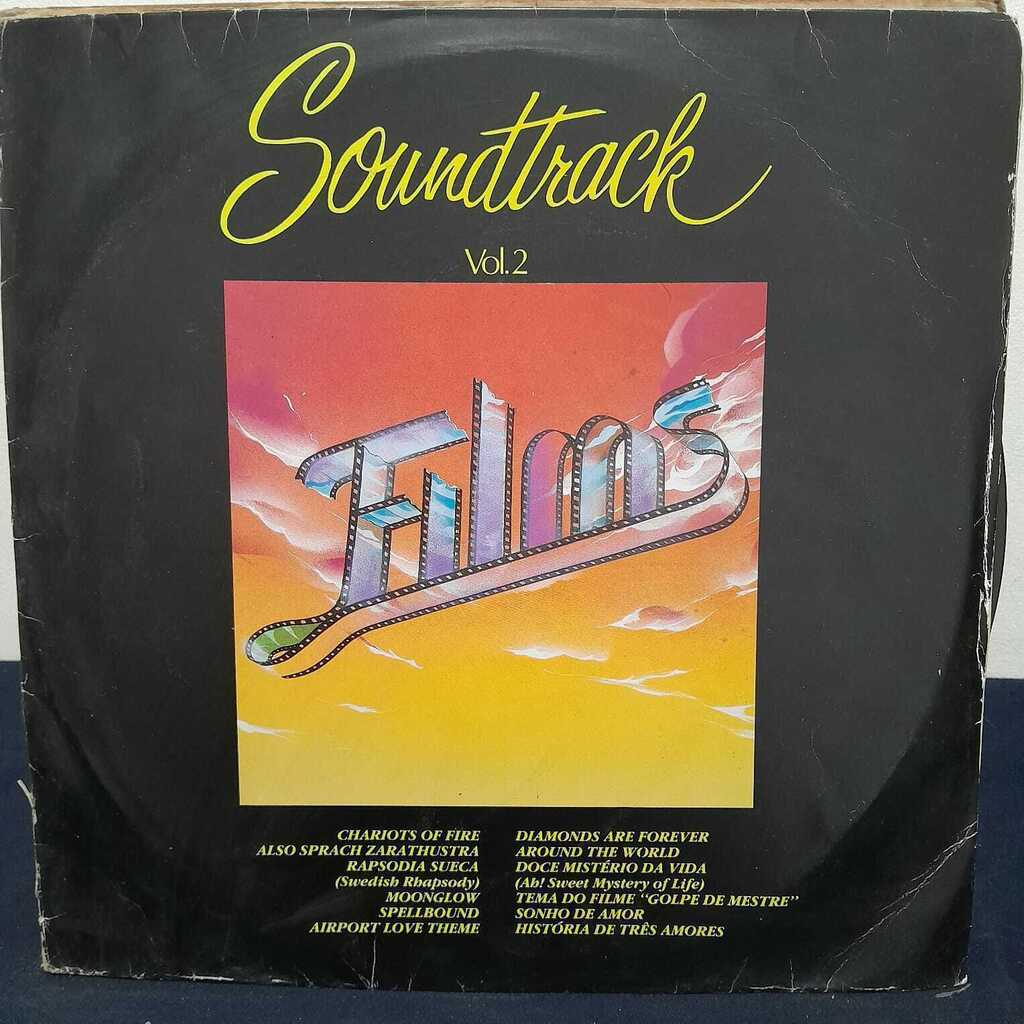 Soundtrack
Vol.2
Films
CHARIOTS OF FIRE
ALSO SPRACH ZARATHUSTRA
RAPSODIA SUECA
(Swedish Rhapsody)
MOONGLOW
SPELLBOUND
AIRPORT LOVE THEME
DIAMONDS ARE FOREVER
AROUND THE WORLD
DOCE MISTÉRIO DA VIDA
(Ah! Sweet Mystery of Life)
TEMA DO FILME "GOLPE DE MESTRE"
SONHO DE AMOR
HISTÓRIA DE TRÊS AMORES